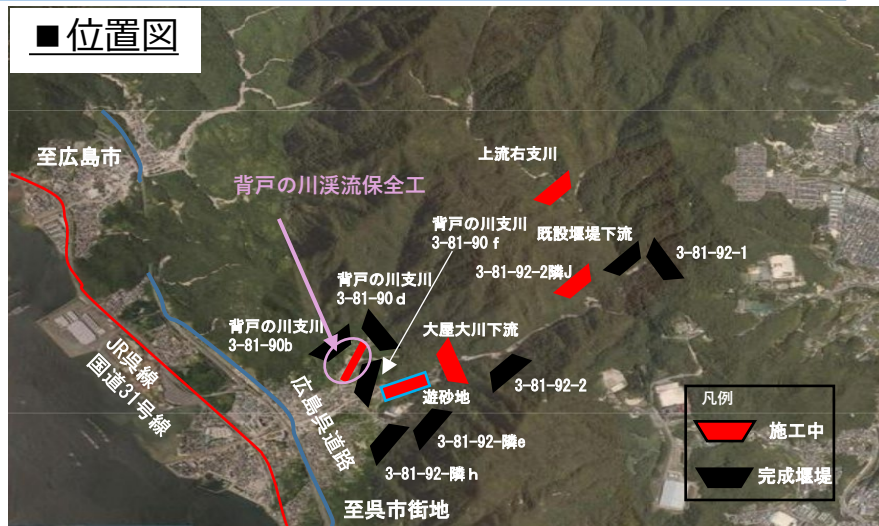 ■位置図
至広島市
上流右支川
背戸の川渓流保全工
背戸の川支川
3-81-90ｆ
既設堰堤下流
3-81-92-1
3-81-92-2隣J
背戸の川支川
3-81-90ｄ
背戸の川支川
3-81-90b
大屋大川下流
3-81-92-2
遊砂地
JR呉線
国道31号線
広島呉道路
3-81-92-隣e
3-81-92-隣ｈ
至呉市街地
凡例
施工中
完成堰堤